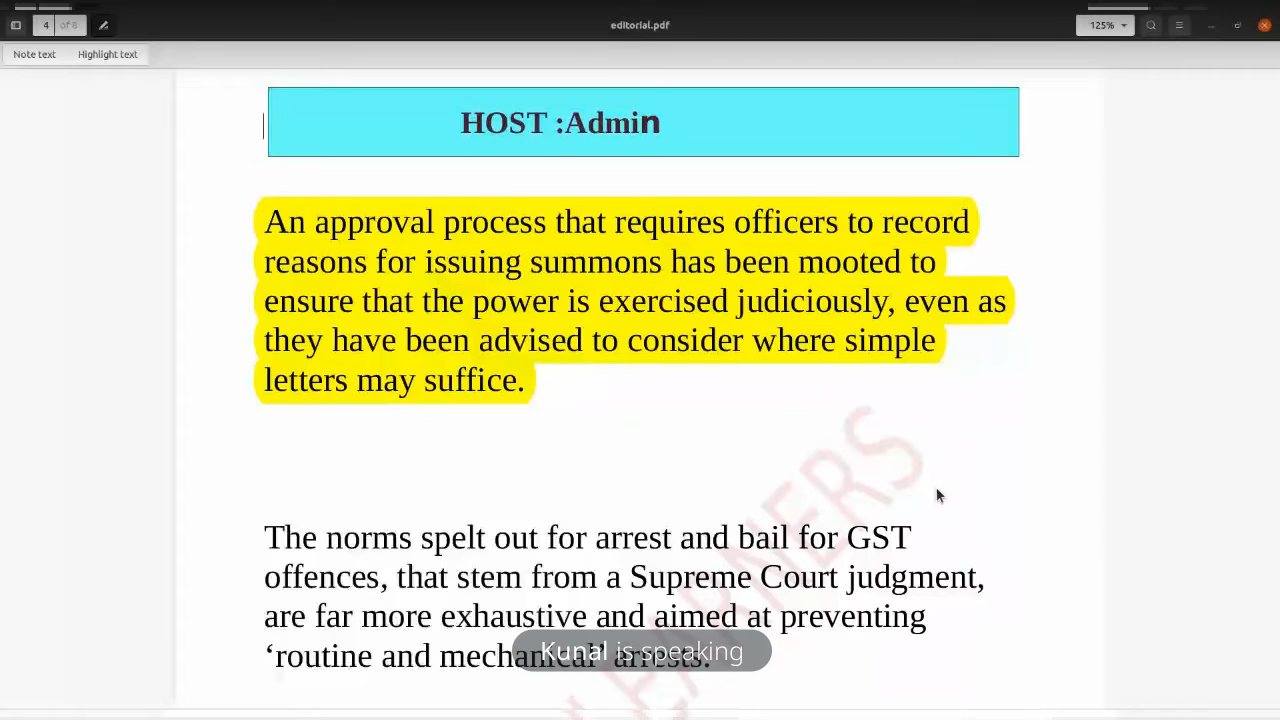 4 of 8
editorial.pdf
125%
Note text
Highlight text
HOST :Admin
An approval process that requires officers to record
reasons for issuing summons has been mooted to
ensure that the power is exercised judiciously, even as
they have been advised to consider where simple
letters may suffice.
The norms spelt out for arrest and bail for GST
offences, that stem from a Supreme Court judgment,
are far more exhaustive and aimed at preventing
‘routine and mechanical’ arrests.
Kunal is speaking
LEARNERS